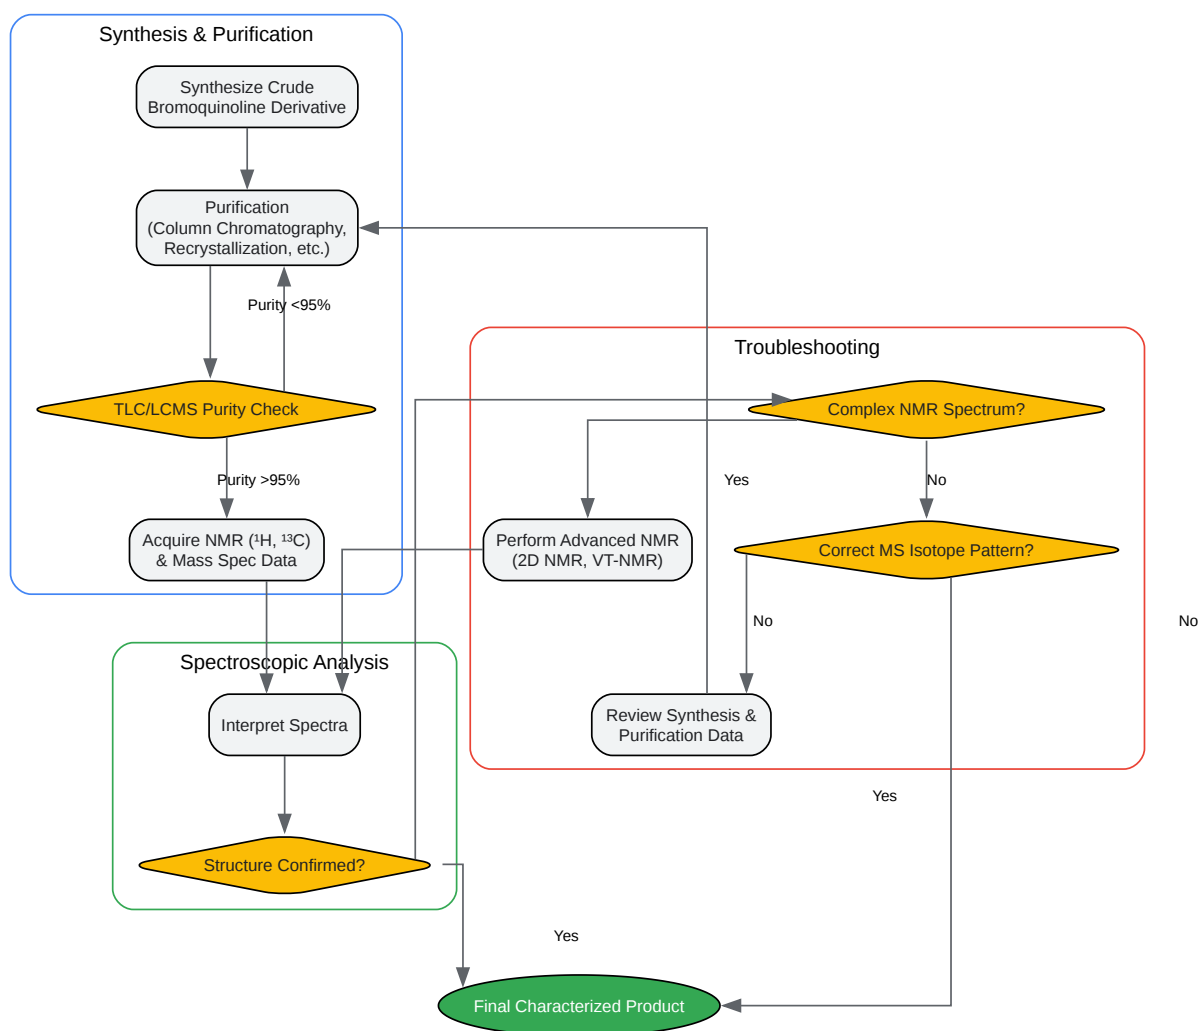 Synthesis & Purification
Synthesize Crude
Bromoquinoline Derivative
Purification
(Column Chromatography,
Recrystallization, etc.)
Purity <95%
TLC/LCMS Purity Check
Purity >95%
Acquire NMR (¹H, ¹³C)
& Mass Spec Data
Spectroscopic Analysis
Interpret Spectra
Structure Confirmed?
Troubleshooting
Complex NMR Spectrum?
Yes
No
Perform Advanced NMR
(2D NMR, VT-NMR)
Correct MS Isotope Pattern?
No
No
Review Synthesis &
Purification Data
Yes
Yes
Final Characterized Product